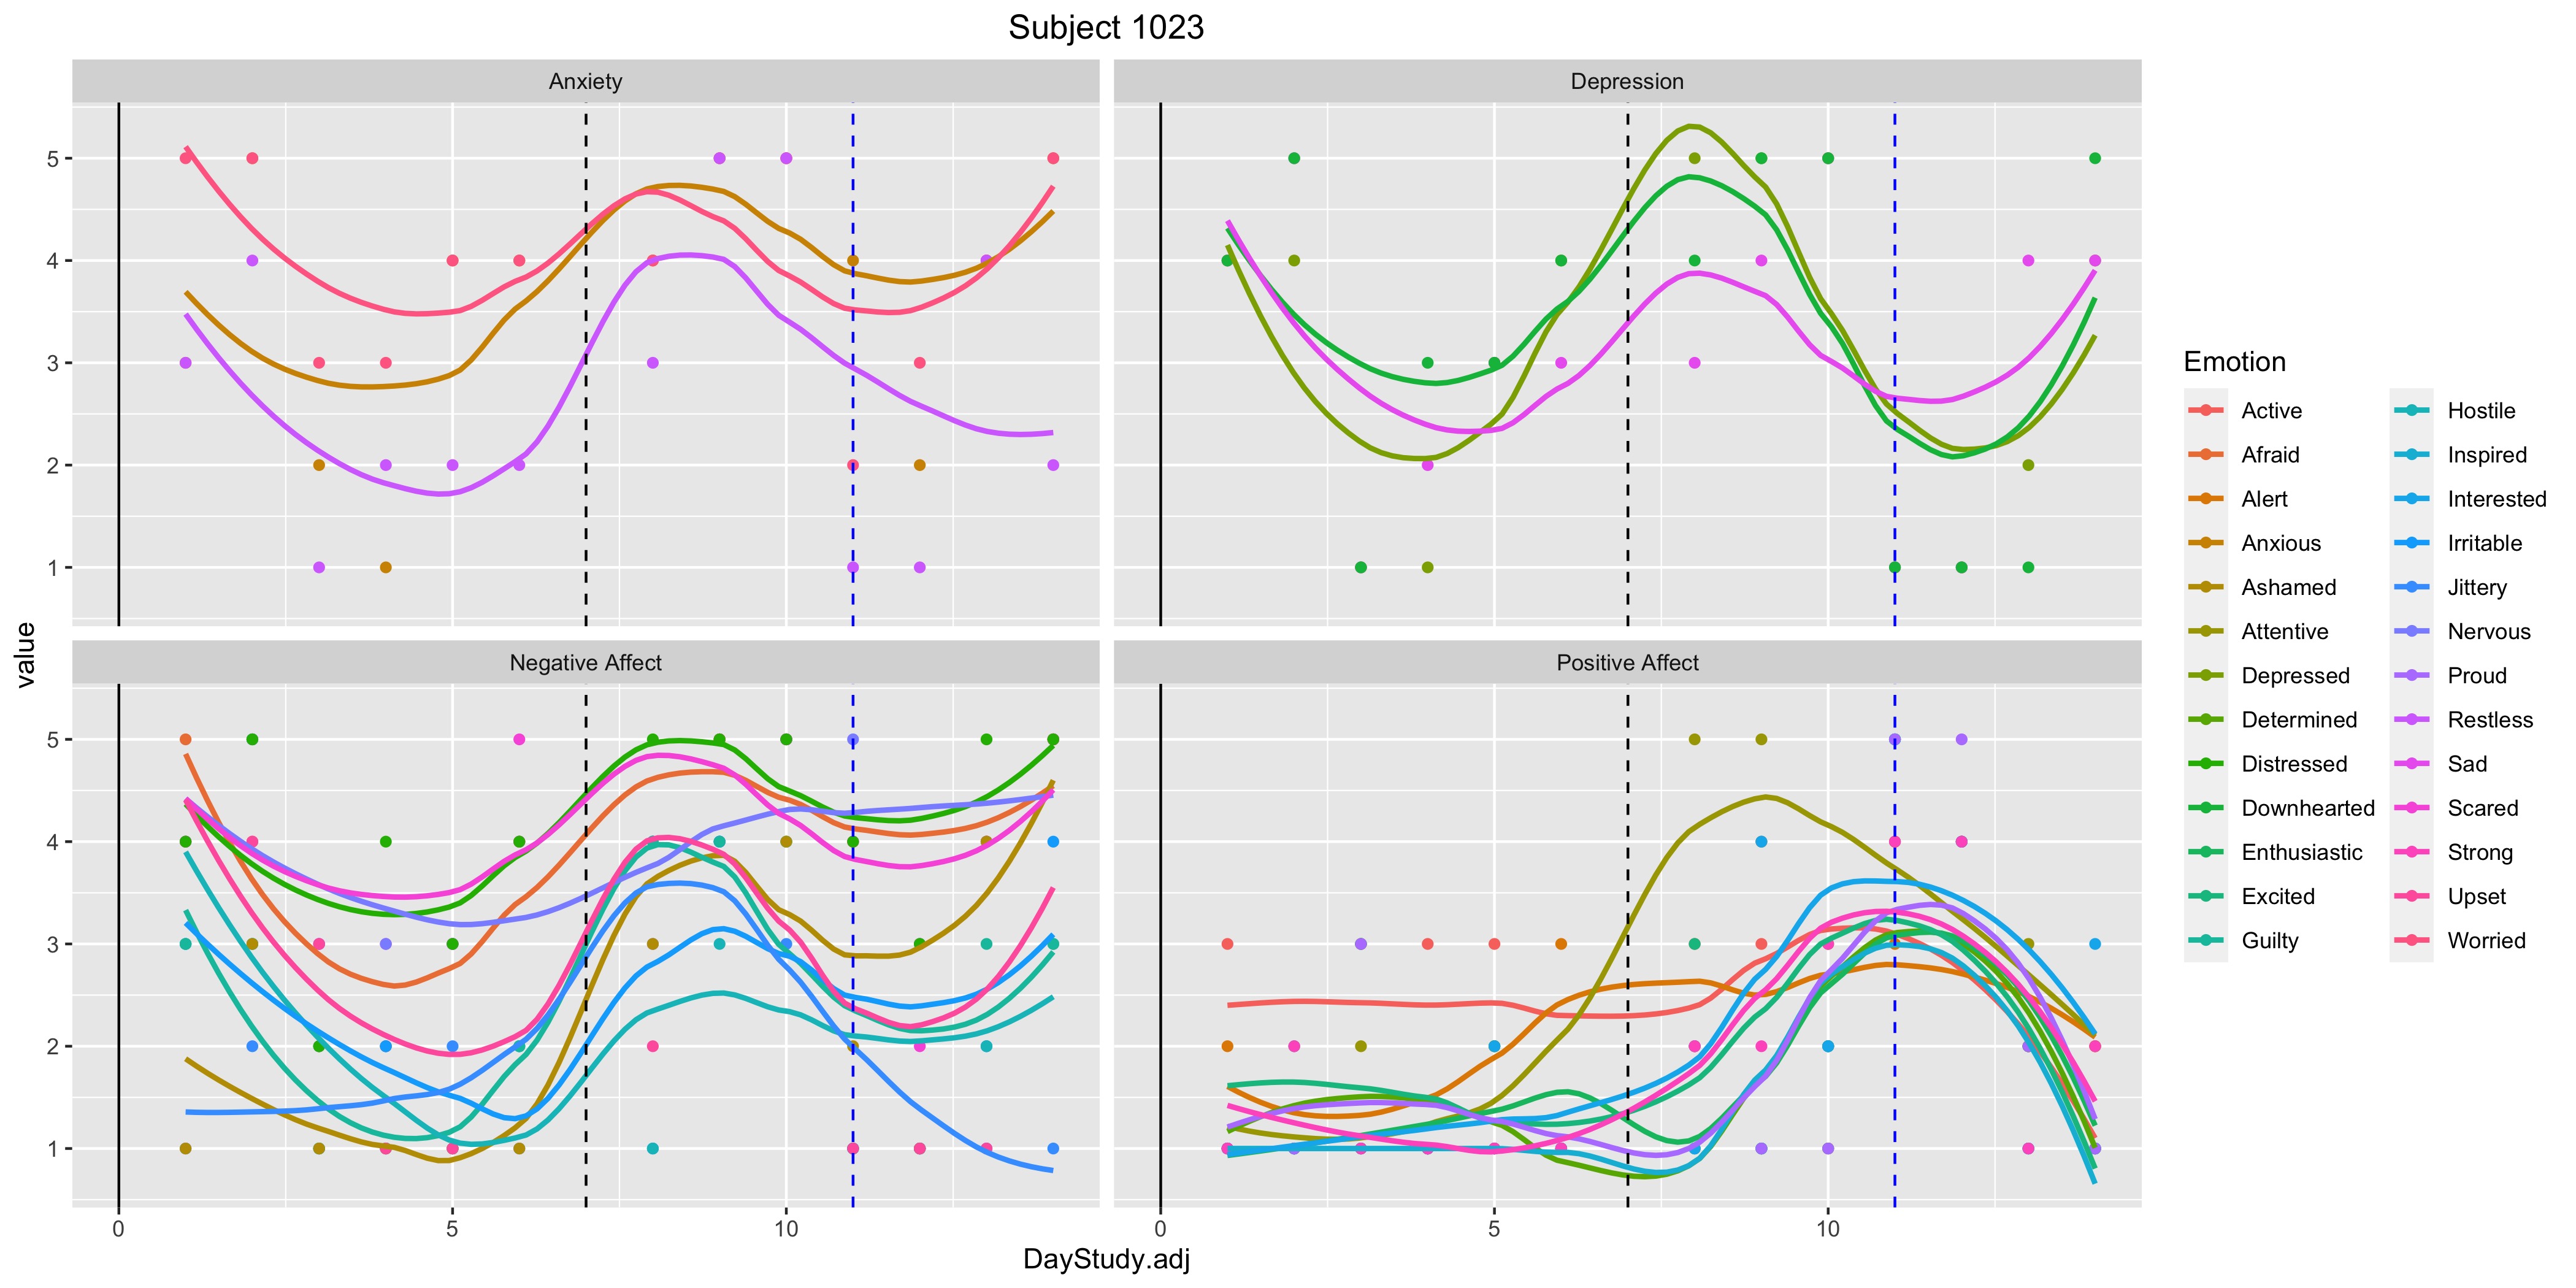 Subject 1023
Anxiety
Depression
5
4
3
2
1
value
Negative Affect
Positive Affect
5
4
3
2
1
0
5
10
0
5
10
DayStudy.adj
Emotion
Active
Afraid
Alert
Anxious
Ashamed
Attentive
Depressed
Determined
Distressed
Downhearted
Enthusiastic
Excited
Guilty
Hostile
Inspired
Interested
Irritable
Jittery
Nervous
Proud
Restless
Sad
Scared
Strong
Upset
Worried